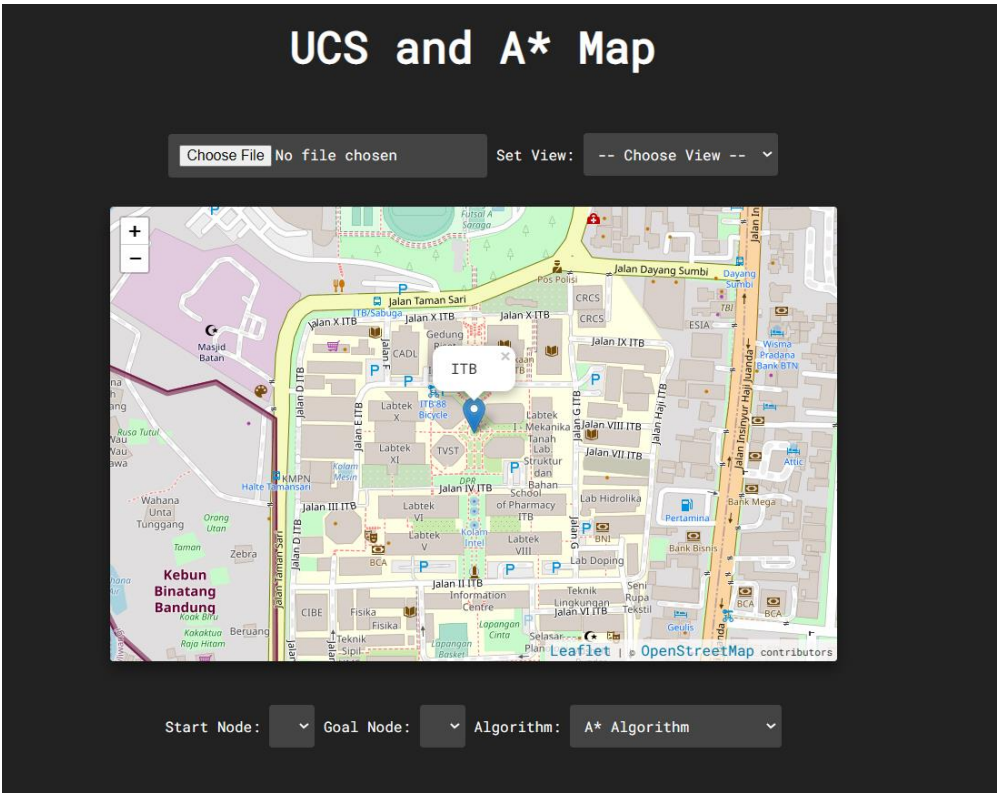 UCS and A* Map
Choose File No file chosen
Set View:
-- Choose View --
+
−
P
Futsal A
Saraga
Jalan In
Pos Polisi
Jalan Dayang Sumbi
Dayang
Sumbi
P
Jalan Taman Sari
ITB/Sabuga
CRCS
CRCS
TBI
ESIA
Jalan X ITB
Jalan X ITB
Jalan X ITB
Gedung
Masjid
Batan
Jalan F
CADL
Jalan IX ITB
Wisma
Pradana
Bank BTN
×
ITB
P
P
P
Jalan D ITB
Jalan E ITB
Labtek
X
ITB'88
Bicycle
Labtek
I - Mekanika
Tanah
Lab
Struktur
dan
Bahan
Jalan G ITB
Jalan VIII ITB
Jalan Haji ITB
Jalan Insinyur Haji Juanda
Rusa Tutul
Labtek
XI
TVST
Jalan VII ITB
Attic
KMPN
Halte Tamansari
Kolam
Mesin
P
DPR
Jalan IV ITB
School
of Pharmacy
ITB
Lab Hidrolika
Bank Mega
Wahana
Unta
Tunggang
Orang
Utan
Jalan III ITB
Labtek
VI
Pertamina
Taman
Zebra
Jalan D ITB
Jalan Taman Sari
Labtek
V
Kolam
Intel
Labtek
VIII
Jalan G
P
BNI
Bank Bisnis
BCA
P
P
P
Lab Doping
Kebun
Binatang
Bandung
Jalan II ITB
Information
Centre
Teknik
Lingkungan
Seni
Rupa
Tekstil
BCA
BCA
Koak Biru
CIBE
Fisika
Fisika
Jalan VI ITB
Kakaktua
Raja Hitam
Beruang
Lapangan
Cinta
Geulis
Teknik
Sipil
Lapangan
Basket
Selasar
Plan
Leaflet | © OpenStreetMap contributors
Start Node:
Goal Node:
Algorithm:
A* Algorithm